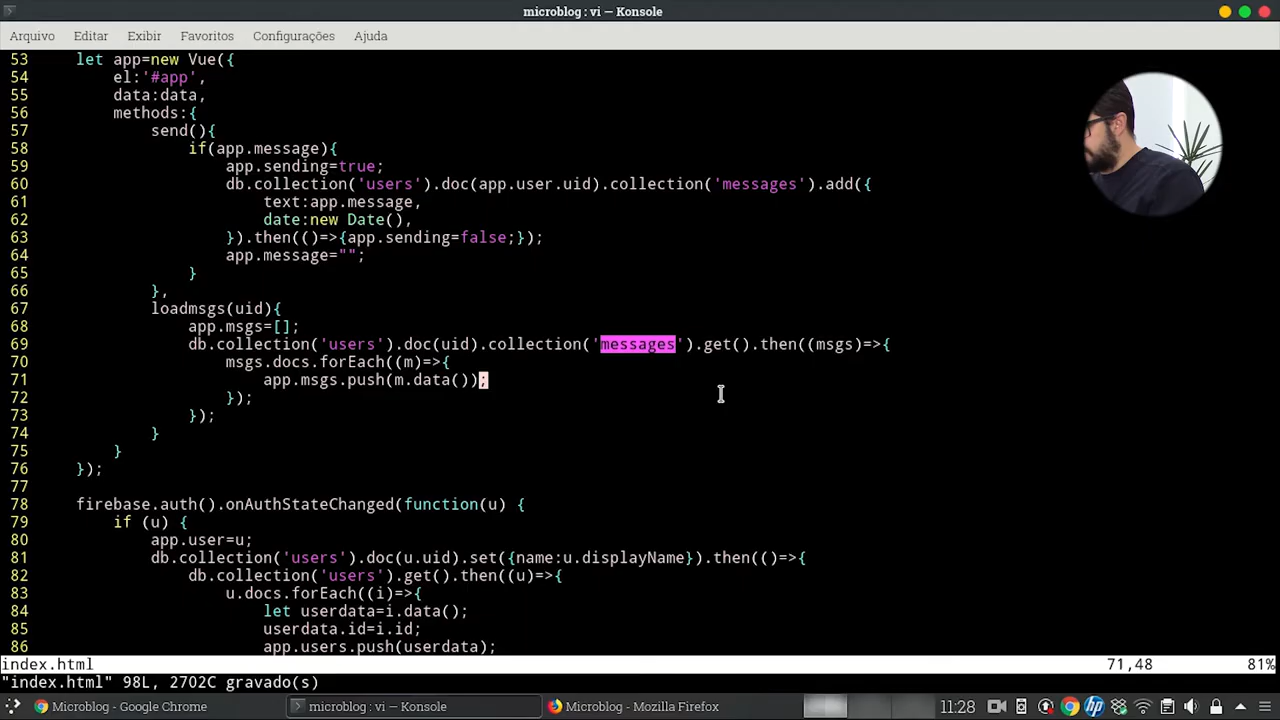 microblog : vi — Konsole
Arquivo Editar Exibir Favoritos Configurações Ajuda
53 let app=new Vue({
54 el:'#app',
55 data:data,
56 methods:{
57 send(){
58 if(app.message){
59 app.sending=true;
60 db.collection('users').doc(app.user.uid).collection('messages').add({
61 text:app.message,
62 date:new Date(),
63 }).then(()=>{app.sending=false;});
64 app.message="";
65 }
66 },
67 loadmsgs(uid){
68 app.msgs=[];
69 db.collection('users').doc(uid).collection('messages').get().then((msgs)=>{
70 msgs.docs.forEach((m)=>{
71 app.msgs.push(m.data());
72 });
73 });
74 }
75 }
76 });
77
78 firebase.auth().onAuthStateChanged(function(u) {
79 if (u) {
80 app.user=u;
81 db.collection('users').doc(u.uid).set({name:u.displayName}).then(()=>{
82 db.collection('users').get().then((u)=>{
83 u.docs.forEach((i)=>{
84 let userdata=i.data();
85 userdata.id=i.id;
86 app.users.push(userdata);
index.html 71,48 81%
"index.html" 98L, 2702C gravado(s)
Microblog - Google Chrome microblog : vi — Konsole Microblog - Mozilla Firefox 11:28